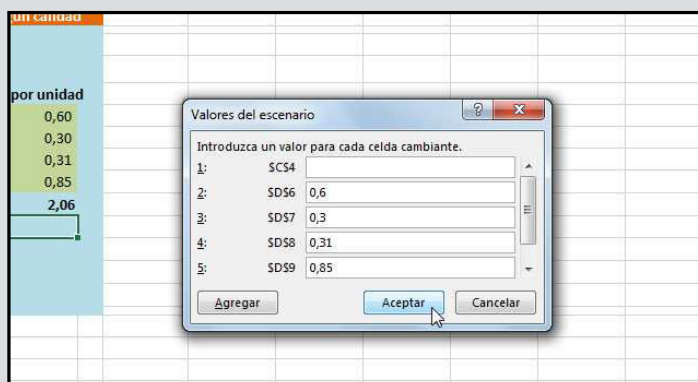 ún calidad
por unidad
0,60
0,30
0,31
0,85
2,06
Valores del escenario
?
Introduzca un valor para cada celda cambiante.
1: $C$4
2: $D$6 0,6
3: $D$7 0,3
4: $D$8 0,31
5: $D$9 0,85
Agregar Aceptar Cancelar